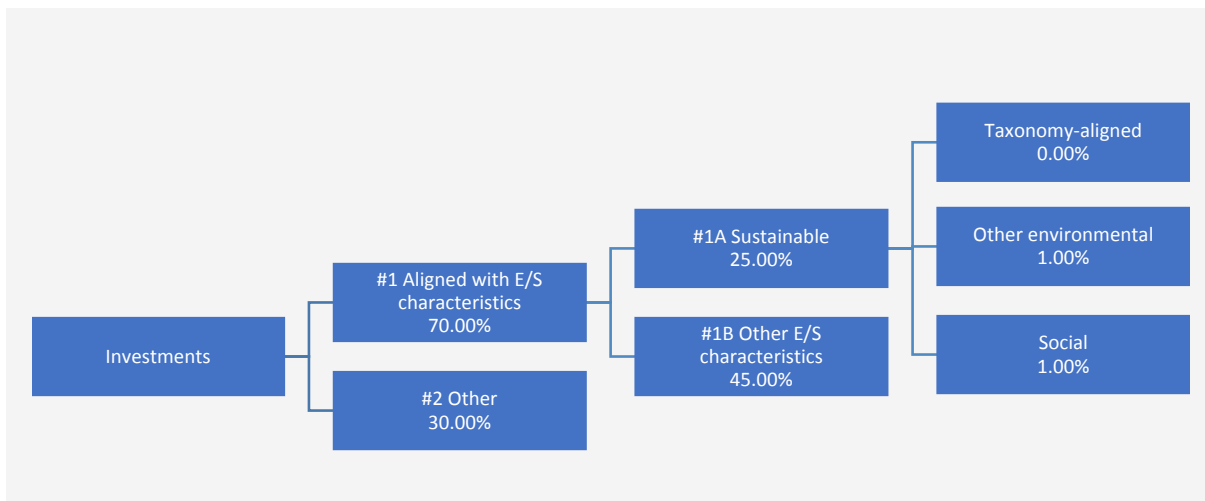 Investments
#1 Aligned with E/S
characteristics
70.00%
#2 Other
30.00%
#1A Sustainable
25.00%
#1B Other E/S
characteristics
45.00%
Taxonomy-aligned
0.00%
Other environmental
1.00%
Social
1.00%